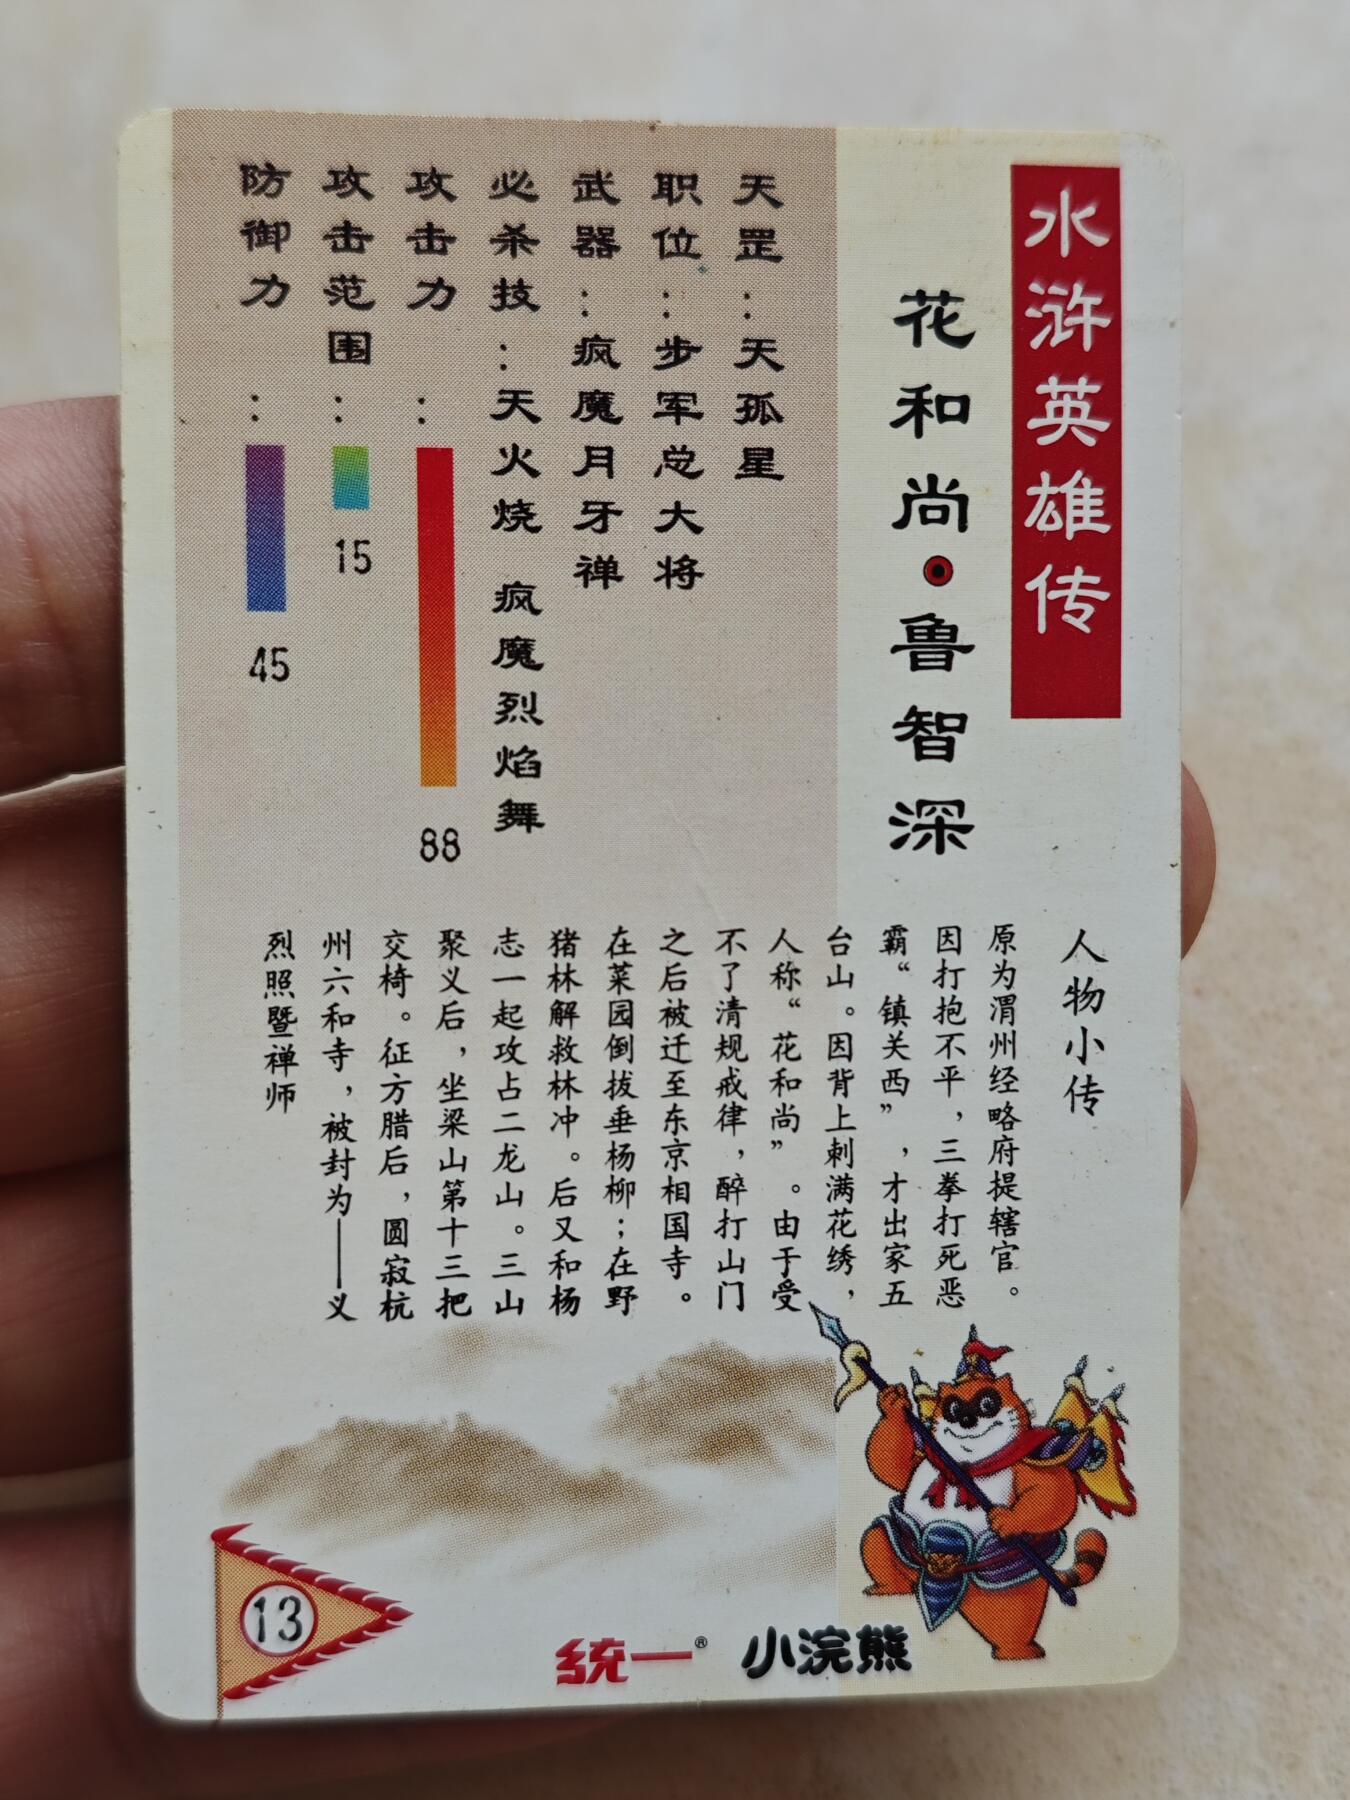 水浒英雄传
花和尚·鲁智深
天罡：天孤星
职位：步军总大将
武器：疯魔月牙禅
必杀技：天火烧 疯魔烈焰舞
攻击力：88
攻击范围：15
防御力：45
人物小传
原为渭州经略府提辖官。
因打抱不平，三拳打死恶
霸“镇关西”，才出家五
台山。因背上刺满花绣，
人称“花和尚”。由于受
不了清规戒律，醉打山门
之后被迁至东京相国寺。
在菜园倒拔垂杨柳；在野
猪林解救林冲。后又和杨
志一起攻占二龙山。三山
聚义后，坐梁山第十三把
交椅。征方腊后，圆寂杭
州六和寺，被封为——义
烈照暨禅师
13
統一® 小浣熊